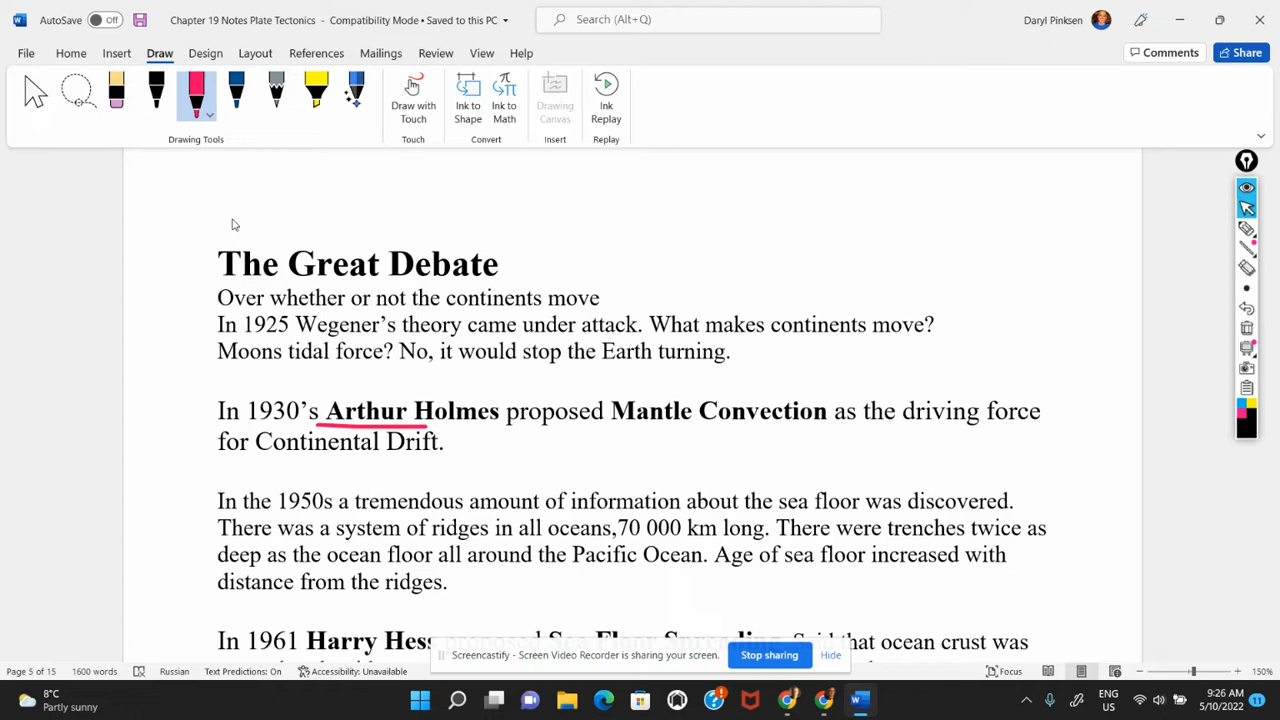 AutoSave Off Chapter 19 Notes Plate Tectonics - Compatibility Mode • Saved to this PC Search (Alt+Q) Daryl Pinksen
File Home Insert Draw Design Layout References Mailings Review View Help Comments Share
Draw with Touch Ink to Shape Ink to Math Drawing Canvas Ink Replay
Drawing Tools Touch Convert Insert Replay
The Great Debate
Over whether or not the continents move
In 1925 Wegener's theory came under attack. What makes continents move?
Moons tidal force? No, it would stop the Earth turning.
In 1930's Arthur Holmes proposed Mantle Convection as the driving force
for Continental Drift.
In the 1950s a tremendous amount of information about the sea floor was discovered.
There was a system of ridges in all oceans,70 000 km long. There were trenches twice as
deep as the ocean floor all around the Pacific Ocean. Age of sea floor increased with
distance from the ridges.
In 1961 Harry Hess proposed Sea Floor Spreading. Said that ocean crust was
Screencastify - Screen Video Recorder is sharing your screen. Stop sharing Hide
Page 5 of 15 1600 words Russian Text Predictions: On Accessibility: Unavailable Focus 150%
8°C
Partly sunny
ENG
US
9:26 AM
5/10/2022